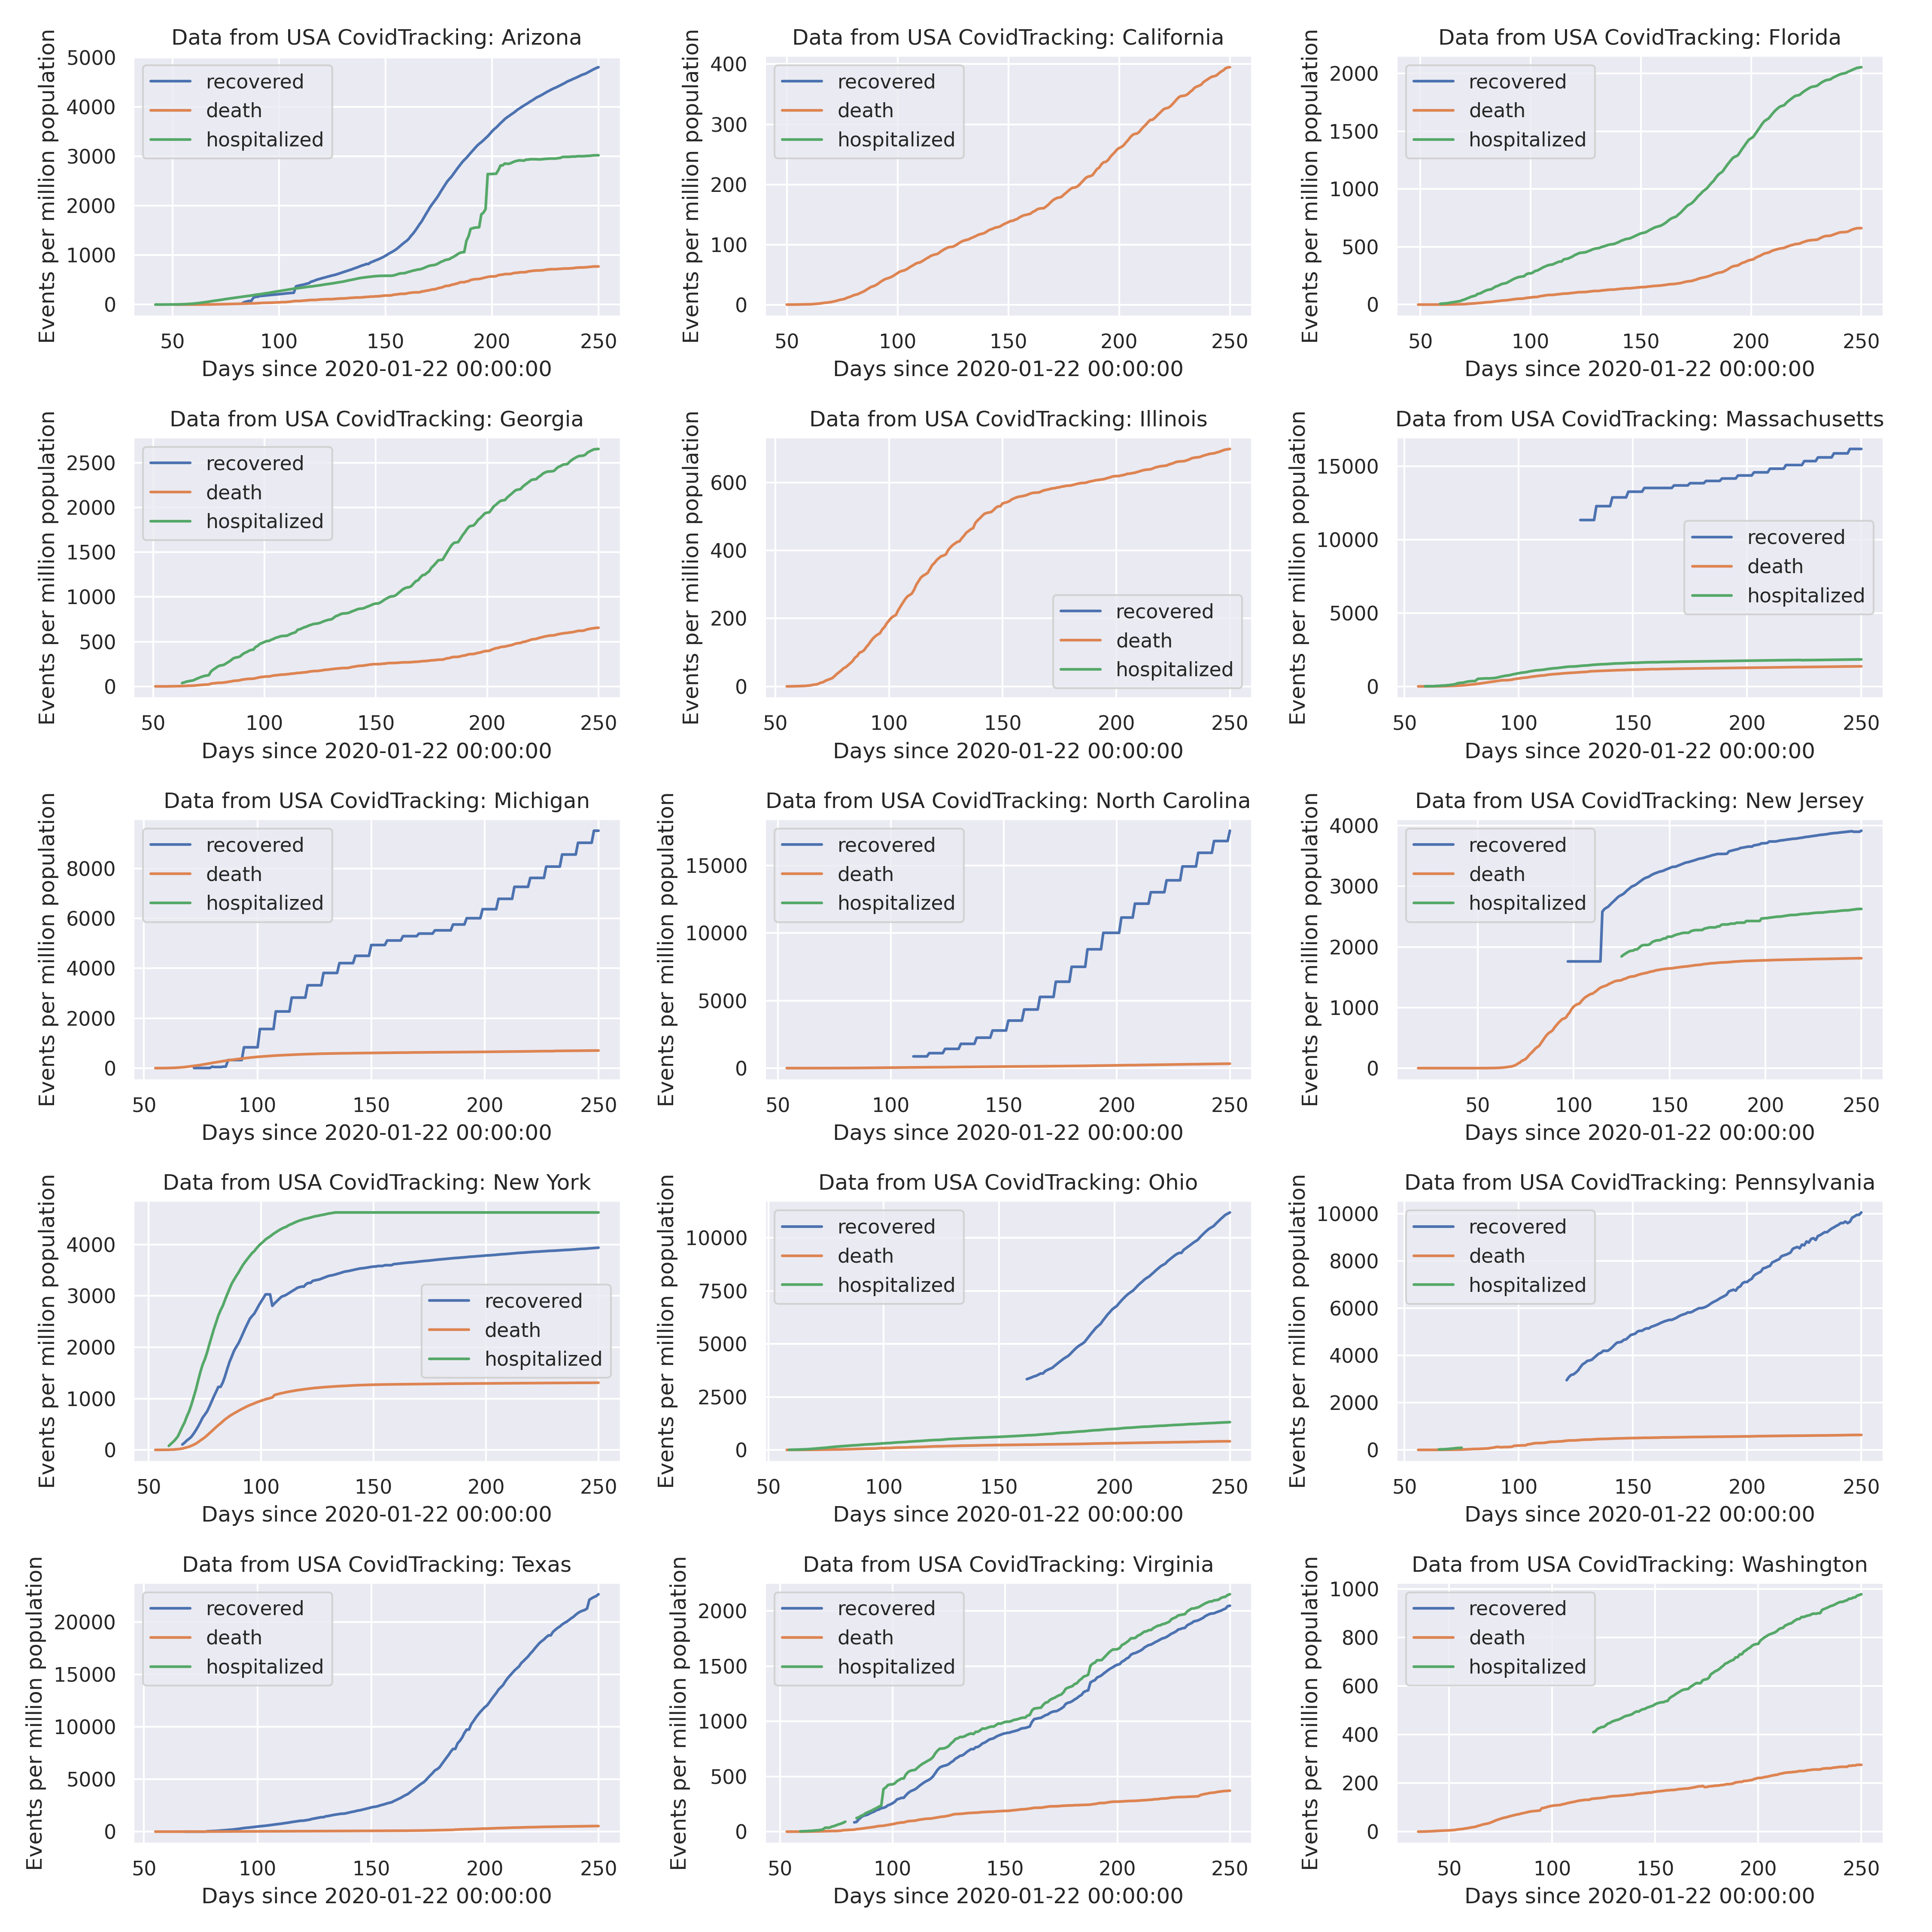 Data from USA CovidTracking: Arizona
Events per million population
5000
4000
3000
2000
1000
0
recovered
death
hospitalized
50 100 150 200 250
Days since 2020-01-22 00:00:00
Data from USA CovidTracking: California
Events per million population
400
300
200
100
0
recovered
death
hospitalized
50 100 150 200 250
Days since 2020-01-22 00:00:00
Data from USA CovidTracking: Florida
Events per million population
2000
1500
1000
500
0
recovered
death
hospitalized
50 100 150 200 250
Days since 2020-01-22 00:00:00
Data from USA CovidTracking: Georgia
Events per million population
2500
2000
1500
1000
500
0
recovered
death
hospitalized
50 100 150 200 250
Days since 2020-01-22 00:00:00
Data from USA CovidTracking: Illinois
Events per million population
600
400
200
0
recovered
death
hospitalized
50 100 150 200 250
Days since 2020-01-22 00:00:00
Data from USA CovidTracking: Massachusetts
Events per million population
15000
10000
5000
0
recovered
death
hospitalized
50 100 150 200 250
Days since 2020-01-22 00:00:00
Data from USA CovidTracking: Michigan
Events per million population
8000
6000
4000
2000
0
recovered
death
hospitalized
50 100 150 200 250
Days since 2020-01-22 00:00:00
Data from USA CovidTracking: North Carolina
Events per million population
15000
10000
5000
0
recovered
death
hospitalized
50 100 150 200 250
Days since 2020-01-22 00:00:00
Data from USA CovidTracking: New Jersey
Events per million population
4000
3000
2000
1000
0
recovered
death
hospitalized
50 100 150 200 250
Days since 2020-01-22 00:00:00
Data from USA CovidTracking: New York
Events per million population
4000
3000
2000
1000
0
recovered
death
hospitalized
50 100 150 200 250
Days since 2020-01-22 00:00:00
Data from USA CovidTracking: Ohio
Events per million population
10000
7500
5000
2500
0
recovered
death
hospitalized
50 100 150 200 250
Days since 2020-01-22 00:00:00
Data from USA CovidTracking: Pennsylvania
Events per million population
10000
8000
6000
4000
2000
0
recovered
death
hospitalized
50 100 150 200 250
Days since 2020-01-22 00:00:00
Data from USA CovidTracking: Texas
Events per million population
20000
15000
10000
5000
0
recovered
death
hospitalized
50 100 150 200 250
Days since 2020-01-22 00:00:00
Data from USA CovidTracking: Virginia
Events per million population
2000
1500
1000
500
0
recovered
death
hospitalized
50 100 150 200 250
Days since 2020-01-22 00:00:00
Data from USA CovidTracking: Washington
Events per million population
1000
800
600
400
200
0
recovered
death
hospitalized
50 100 150 200 250
Days since 2020-01-22 00:00:00